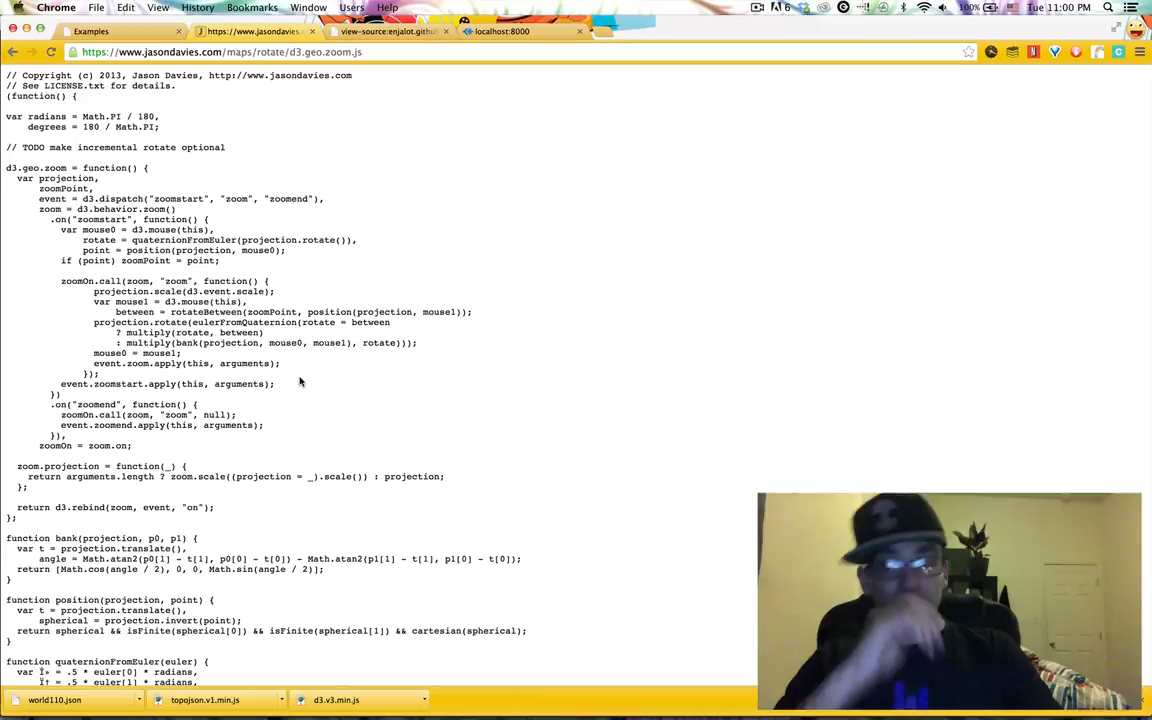 Chrome File Edit View History Bookmarks Window Users Help
6 100% Tue 11:00 PM
Examples https://www.jasondavies. view-source:enjalot.github. localhost:8000
https://www.jasondavies.com/maps/rotate/d3.geo.zoom.js
// Copyright (c) 2013, Jason Davies, http://www.jasondavies.com
// See LICENSE.txt for details.
(function() {
var radians = Math.PI / 180,
degrees = 180 / Math.PI;
// TODO make incremental rotate optional
d3.geo.zoom = function() {
var projection,
zoomPoint,
event = d3.dispatch("zoomstart", "zoom", "zoomend"),
zoom = d3.behavior.zoom()
.on("zoomstart", function() {
var mouse0 = d3.mouse(this),
rotate = quaternionFromEuler(projection.rotate()),
point = position(projection, mouse0);
if (point) zoomPoint = point;
zoomOn.call(zoom, "zoom", function() {
projection.scale(d3.event.scale);
var mouse1 = d3.mouse(this),
between = rotateBetween(zoomPoint, position(projection, mouse1));
projection.rotate(eulerFromQuaternion(rotate = between
? multiply(rotate, between)
: multiply(bank(projection, mouse0, mouse1), rotate)));
mouse0 = mouse1;
event.zoom.apply(this, arguments);
});
event.zoomstart.apply(this, arguments);
})
.on("zoomend", function() {
zoomOn.call(zoom, "zoom", null);
event.zoomend.apply(this, arguments);
}),
zoomOn = zoom.on;
zoom.projection = function(_) {
return arguments.length ? zoom.scale((projection = _).scale()) : projection;
};
return d3.rebind(zoom, event, "on");
};
function bank(projection, p0, p1) {
var t = projection.translate(),
angle = Math.atan2(p0[1] - t[1], p0[0] - t[0]) - Math.atan2(p1[1] - t[1], p1[0] - t[0]);
return [Math.cos(angle / 2), 0, 0, Math.sin(angle / 2)];
}
function position(projection, point) {
var t = projection.translate(),
spherical = projection.invert(point);
return spherical && isFinite(spherical[0]) && isFinite(spherical[1]) && cartesian(spherical);
}
function quaternionFromEuler(euler) {
var Î» = .5 * euler[0] * radians,
Ï† = .5 * euler[1] * radians,
world110.json topojson.v1.min.js d3.v3.min.js